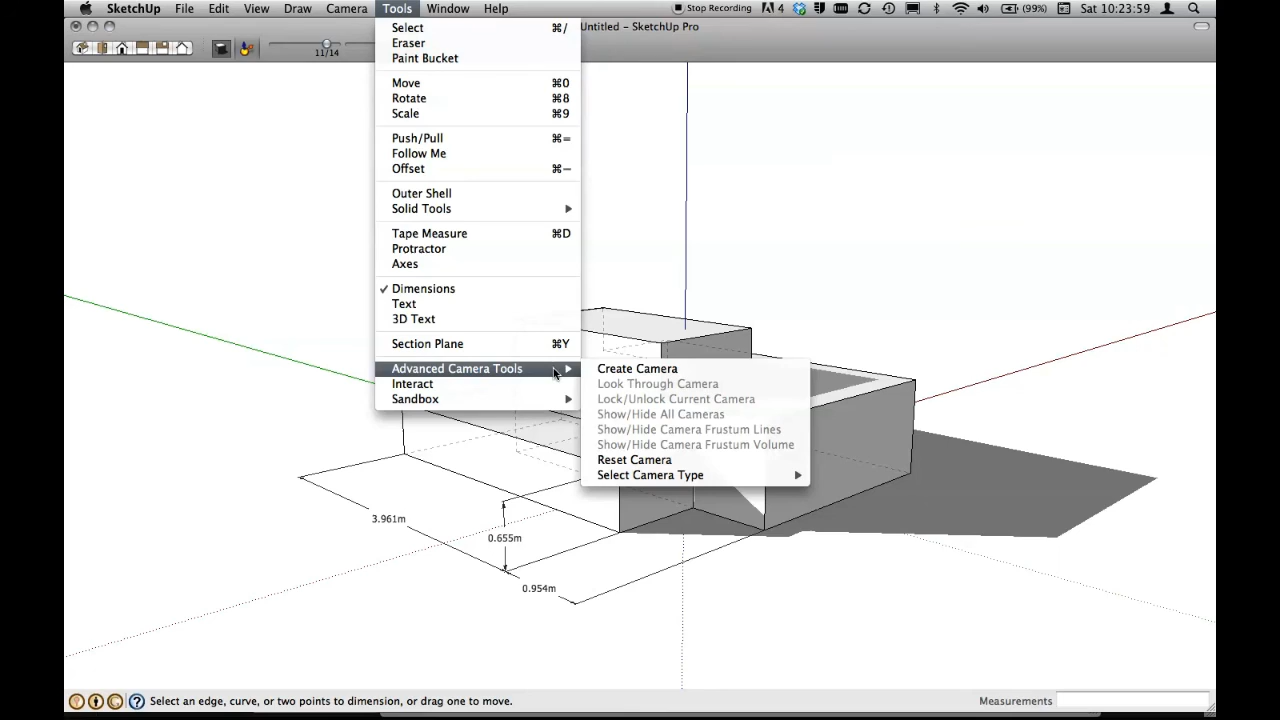 SketchUp File Edit View Draw Camera Tools Window Help Stop Recording 4 (99%) Sat 10:23:59
Untitled - SketchUp Pro
11/14
Select ⌘/
Eraser
Paint Bucket
Move ⌘0
Rotate ⌘8
Scale ⌘9
Push/Pull ⌘=
Follow Me
Offset ⌘−
Outer Shell
Solid Tools
Tape Measure ⌘D
Protractor
Axes
✓ Dimensions
Text
3D Text
Section Plane ⌘Y
Advanced Camera Tools
Interact
Sandbox
Create Camera
Look Through Camera
Lock/Unlock Current Camera
Show/Hide All Cameras
Show/Hide Camera Frustum Lines
Show/Hide Camera Frustum Volume
Reset Camera
Select Camera Type
3.961m
0.655m
0.954m
Select an edge, curve, or two points to dimension, or drag one to move. Measurements